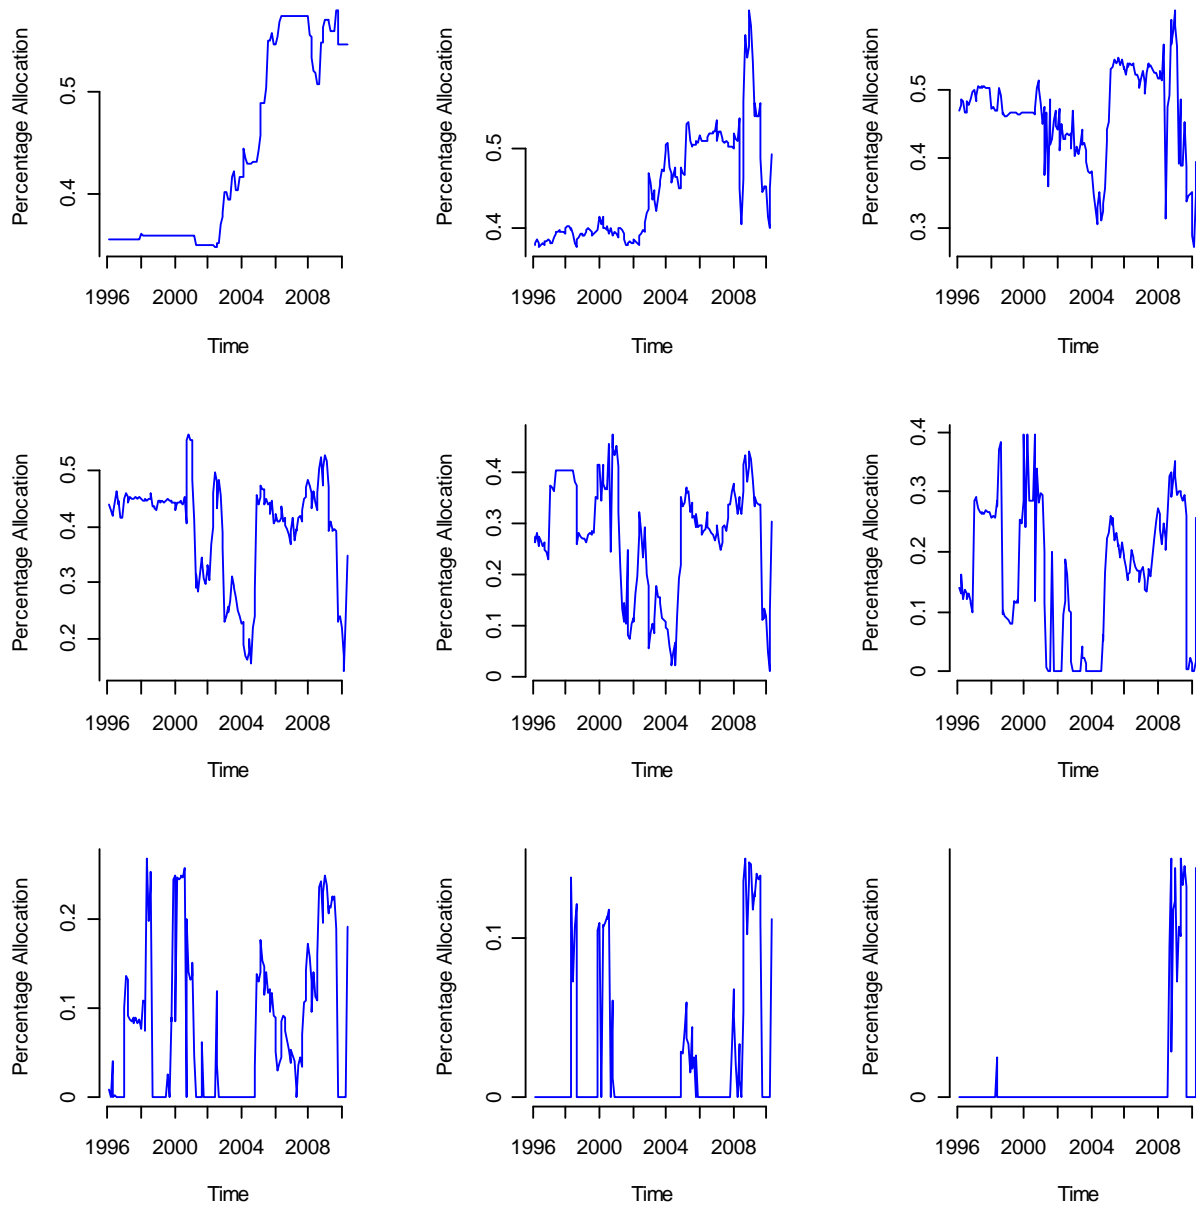 Percentage Allocation
0.4 0.5
1996 2000 2004 2008
Time
Percentage Allocation
0.4 0.5
1996 2000 2004 2008
Time
Percentage Allocation
0.3 0.4 0.5
1996 2000 2004 2008
Time
Percentage Allocation
0.2 0.3 0.4 0.5
1996 2000 2004 2008
Time
Percentage Allocation
0 0.1 0.2 0.3 0.4
1996 2000 2004 2008
Time
Percentage Allocation
0 0.1 0.2 0.3 0.4
1996 2000 2004 2008
Time
Percentage Allocation
0 0.1 0.2
1996 2000 2004 2008
Time
Percentage Allocation
0 0.1
1996 2000 2004 2008
Time
Percentage Allocation
0
1996 2000 2004 2008
Time